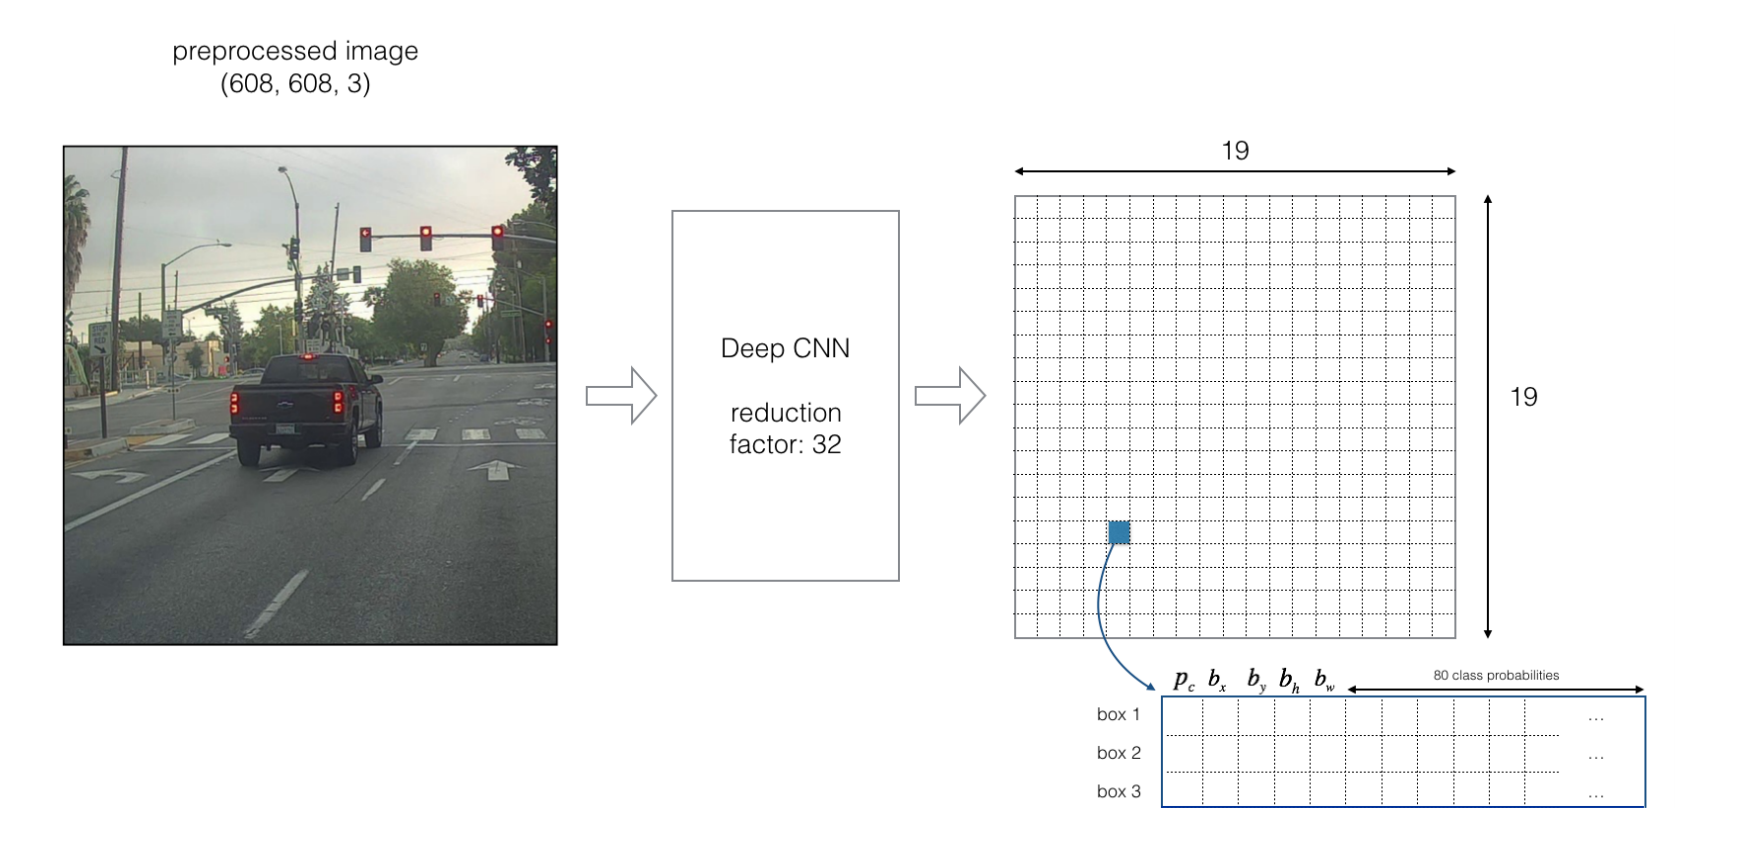 preprocessed image
(608, 608, 3)
19
Deep CNN
reduction
factor: 32
19
p_c b_x b_y b_h b_w 80 class probabilities
box 1 ...
box 2 ...
box 3 ...